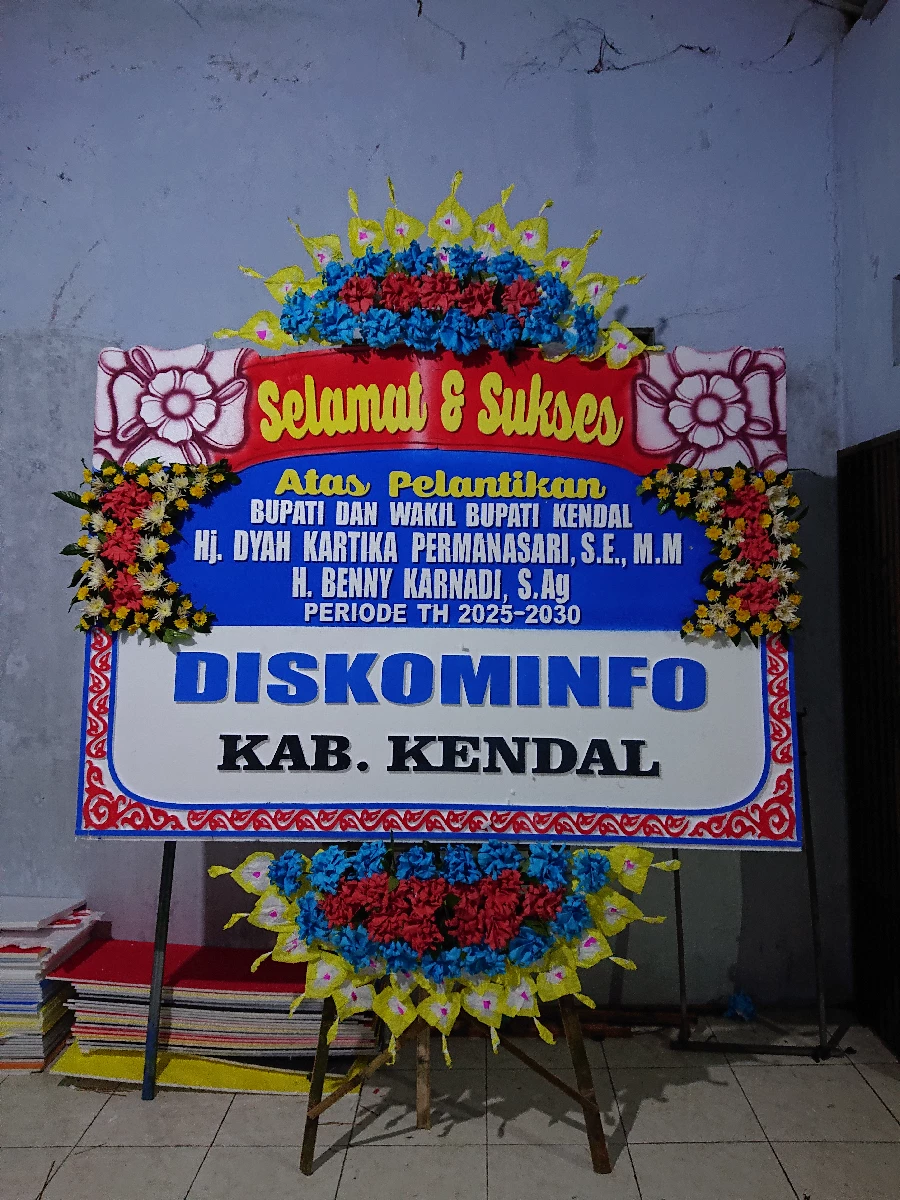 Selamat & Sukses
Atas Pelantikan
BUPATI DAN WAKIL BUPATI KENDAL
Hj. DYAH KARTIKA PERMANASARI, S.E., M.M
H. BENNY KARNADI, S.Ag
PERIODE TH 2025-2030
DISKOMINFO
KAB. KENDAL